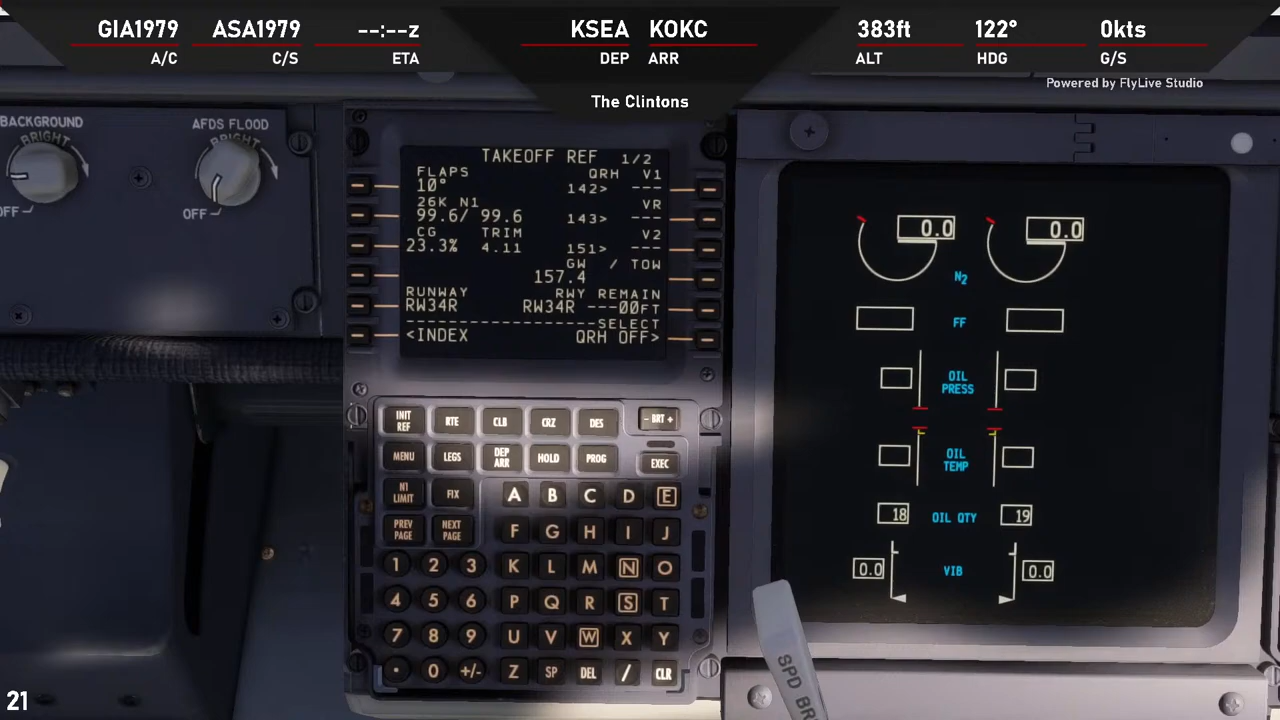 GIA1979 ASA1979 --:--z KSEA KOKC 383ft 122° 0kts
A/C C/S ETA DEP ARR ALT HDG G/S
Powered by FlyLive Studio
The Clintons
BACKGROUND
BRIGHT
OFF
AFDS FLOOD
BRIGHT
OFF
TAKEOFF REF 1/2
FLAPS QRH V1
10° 142> ---
26K N1 VR
99.6/ 99.6 143> ---
CG TRIM V2
23.3% 4.11 151> ---
GW / TOW
157.4
RUNWAY RWY REMAIN
RW34R RW34R ---00FT
------------------SELECT
<INDEX QRH OFF>
INIT REF RTE CLB CRZ DES - BRT +
MENU LEGS DEP ARR HOLD PROG EXEC
N1 LIMIT FIX A B C D E
PREV PAGE NEXT PAGE F G H I J
1 2 3 K L M N O
4 5 6 P Q R S T
7 8 9 U V W X Y
. 0 +/- Z SP DEL / CLR
0.0 0.0
N2
FF
OIL
PRESS
OIL
TEMP
18 OIL QTY 19
0.0 VIB 0.0
SPD
21